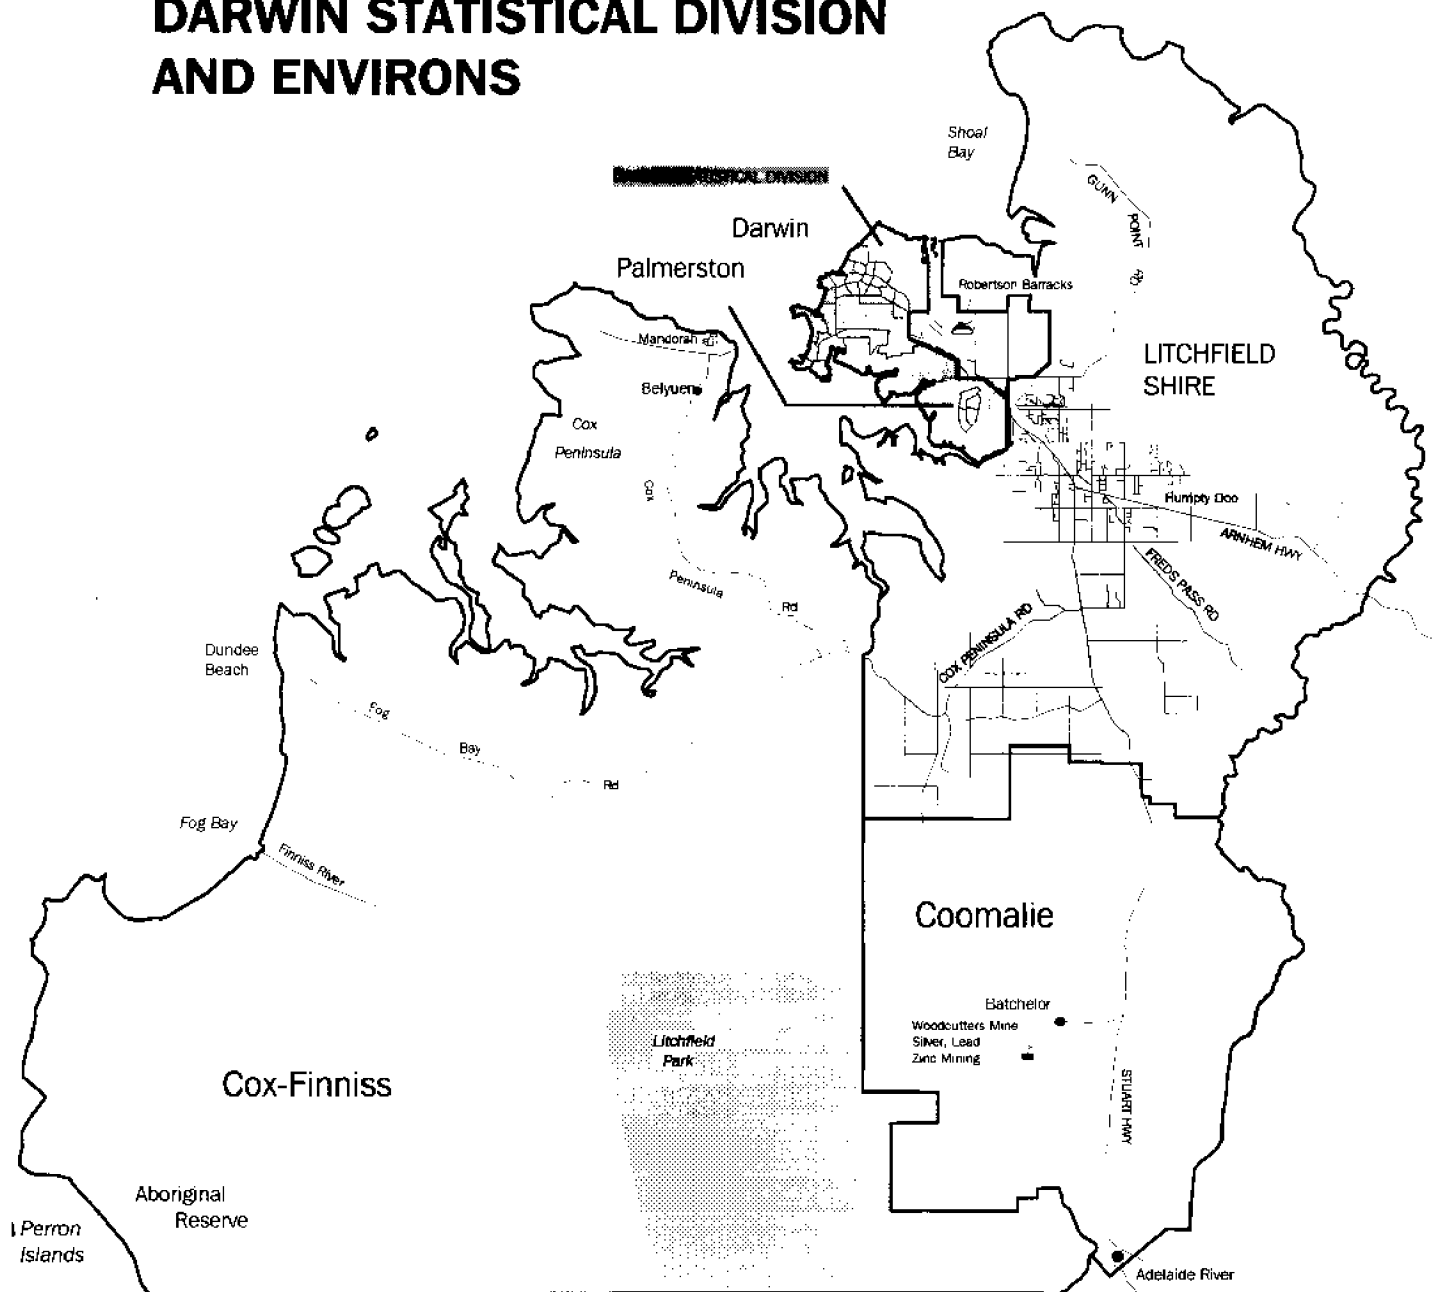 DARWIN STATISTICAL DIVISION
AND ENVIRONS
Shoal
Bay
DIVISION
GUNN
POINT
RD
Darwin
Palmerston
Robertson Barracks
Mandorah
Belyuen
LITCHFIELD
SHIRE
Cox
Peninsula
Cox
Peninsula
Rd
Humpty Doo
ARNHEM HWY
FREDS PASS RD
COX PENINSULA RD
Dundee
Beach
Fog
Bay
Rd
Fog Bay
Finniss River
Coomalie
Batchelor
Woodcutters Mine
Silver, Lead
Zinc Mining
Litchfield
Park
Cox-Finniss
STUART HWY
Aboriginal
Reserve
Perron
Islands
Adelaide River